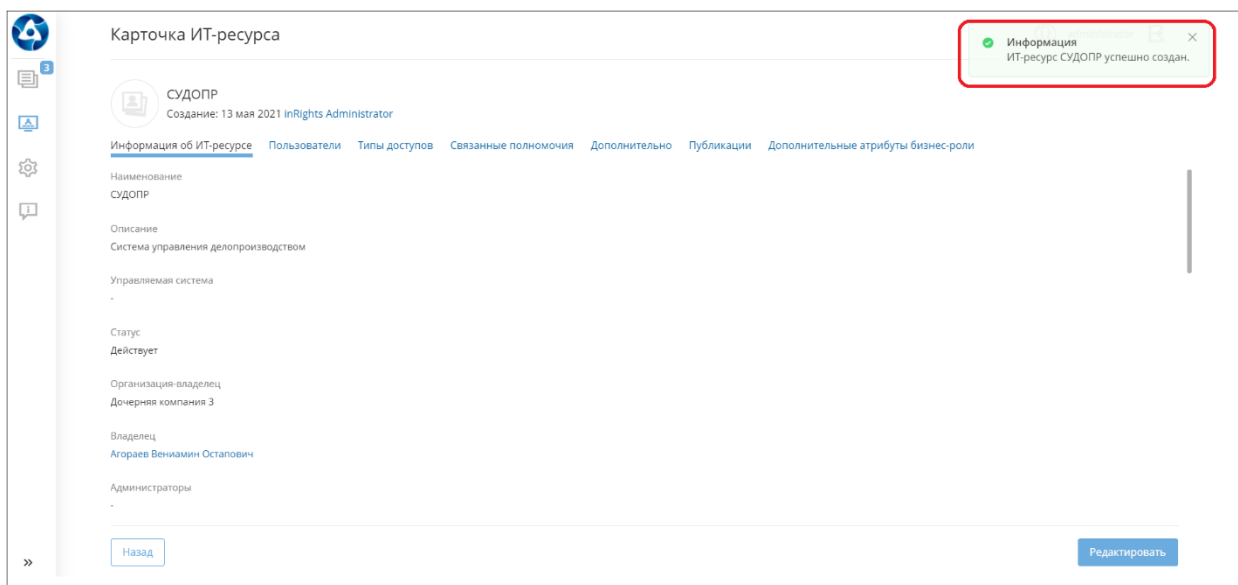 Карточка ИТ-ресурса
administrator
Информация
ИТ-ресурс СУДОПР успешно создан.
3
СУДОПР
Создание: 13 мая 2021 inRights Administrator
Информация об ИТ-ресурсе Пользователи Типы доступов Связанные полномочия Дополнительно Публикации Дополнительные атрибуты бизнес-роли
Наименование
СУДОПР
Описание
Система управления делопроизводством
Управляемая система
-
Статус
Действует
Организация-владелец
Дочерняя компания 3
Владелец
Агораев Вениамин Остапович
Администраторы
-
Назад
Редактировать